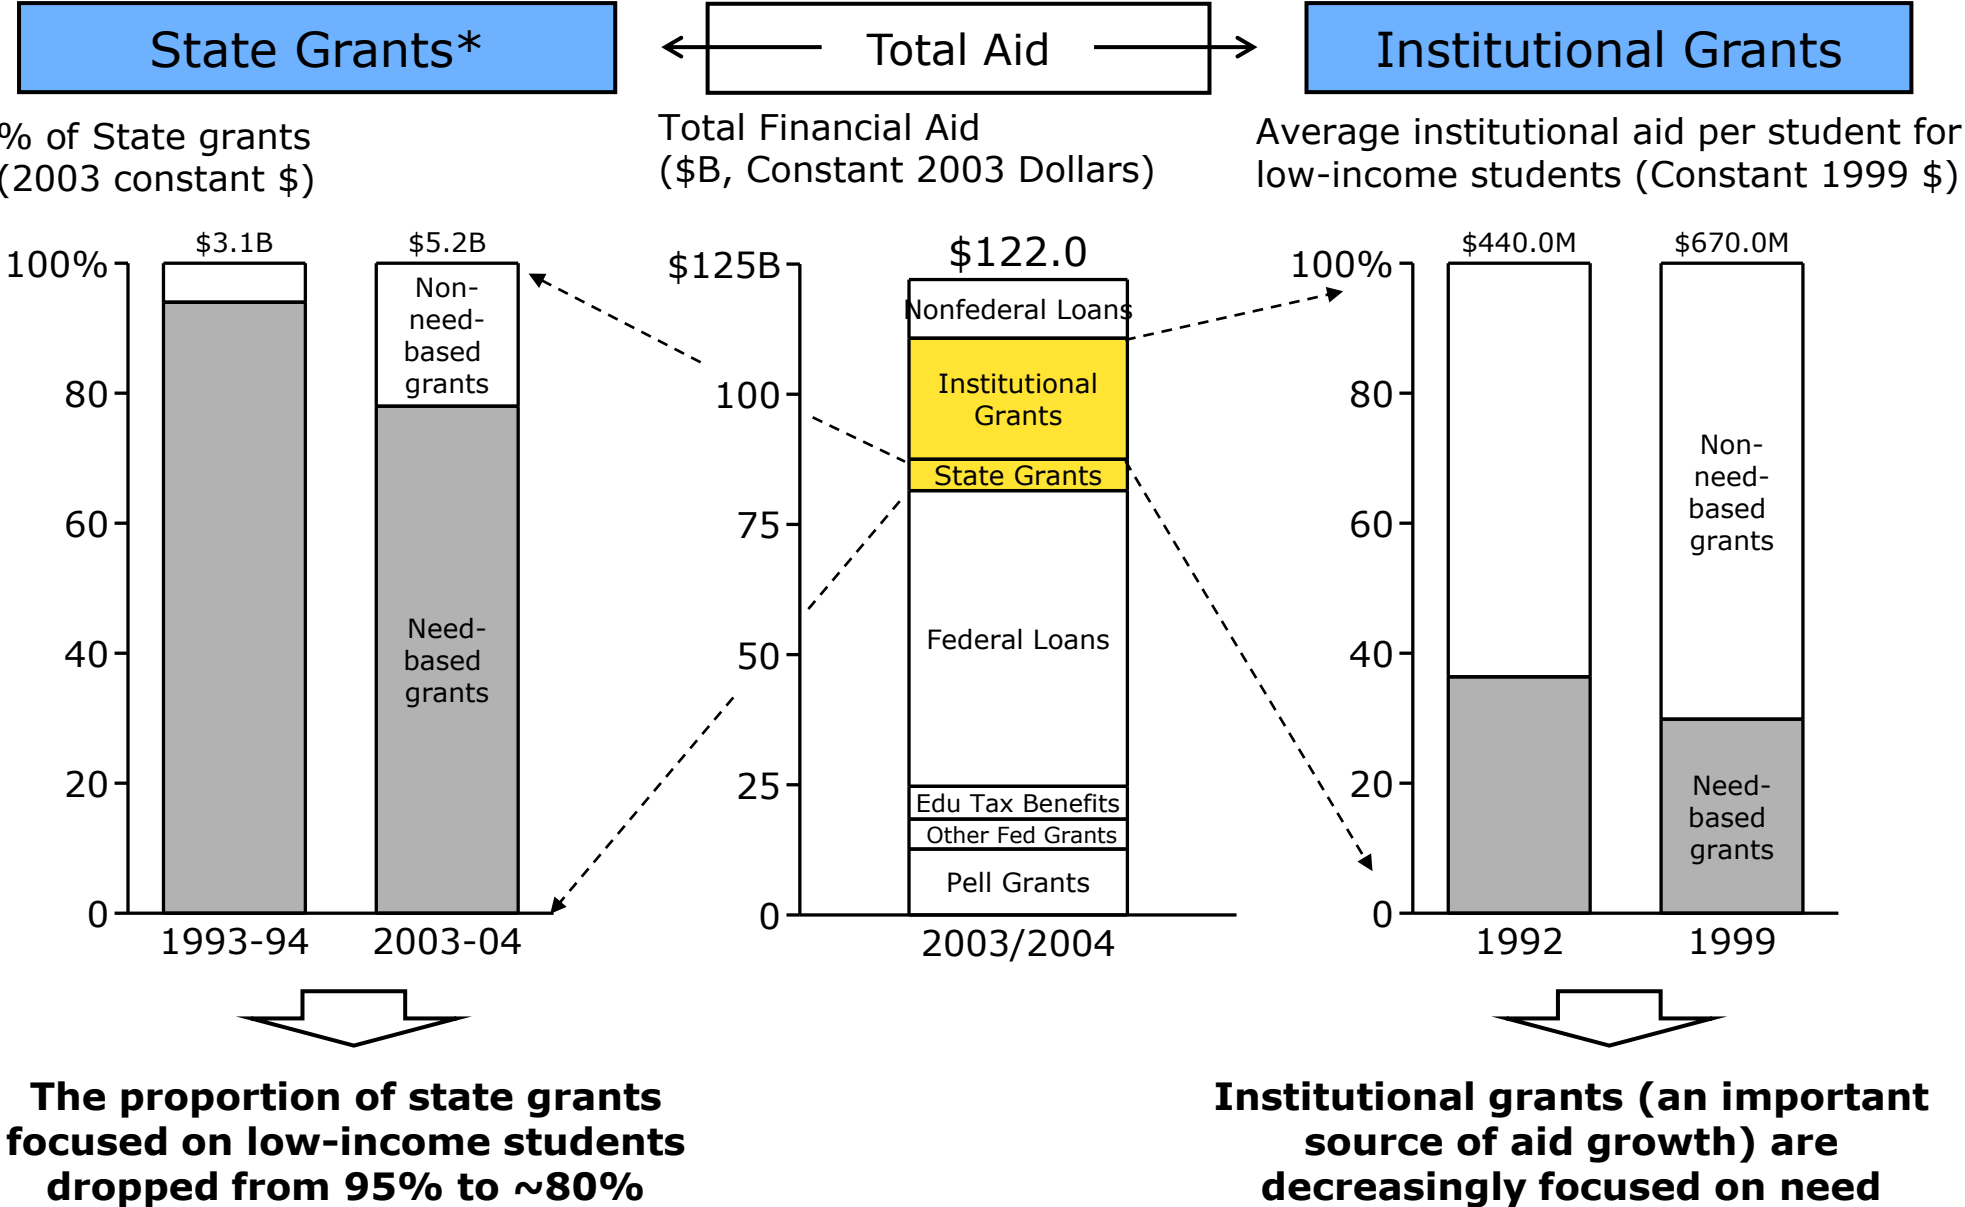 State Grants*
Total Aid
Institutional Grants
% of State grants
(2003 constant $)
Total Financial Aid
($B, Constant 2003 Dollars)
Average institutional aid per student for
low-income students (Constant 1999 $)
$3.1B
$5.2B
100%
80
60
40
20
0
Non-
need-
based
grants
Need-
based
grants
1993-94
2003-04
$122.0
$125B
100
75
50
25
0
Nonfederal Loans
Institutional
Grants
State Grants
Federal Loans
Edu Tax Benefits
Other Fed Grants
Pell Grants
2003/2004
$440.0M
$670.0M
100%
80
60
40
20
0
Non-
need-
based
grants
Need-
based
grants
1992
1999
The proportion of state grants
focused on low-income students
dropped from 95% to ~80%
Institutional grants (an important
source of aid growth) are
decreasingly focused on need